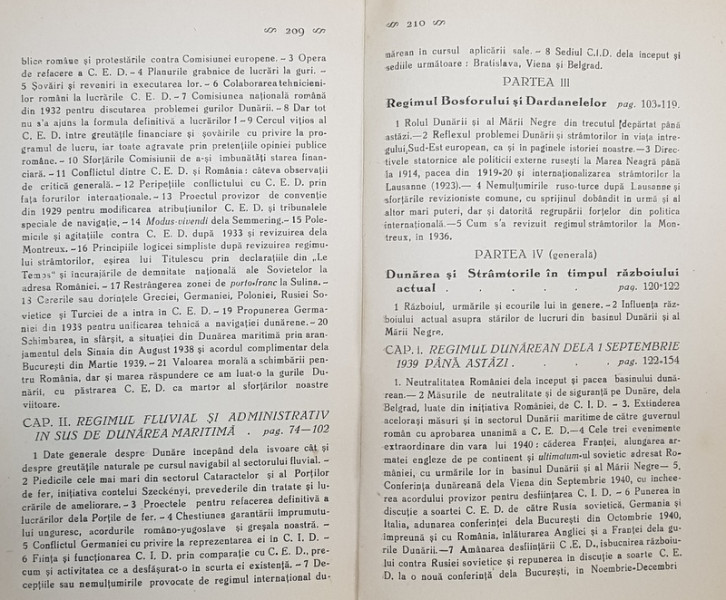 209
blice române și protestările contra Comisiunei europene. – 3 Opera
de refacere a C. E. D. – 4 Planurile grabnice de lucrări la guri. –
5 Șovăiri și reveniri in executarea lor. – 6 Colaborarea tehnicieni-
lor români la lucrările C. E. D. – 7 Comisiunea națională română
din 1932 pentru discutarea problemei gurilor Dunării. – 8 Dar tot
nu s'a ajuns la formula definitivă a lucrărilor ! – 9 Cercul vițios al
C. E. D. între greutățile financiare și șovăirile cu privire la pro-
gramul de lucru, iar toate agravate prin pretențiile opiniei publice
române. – 10 Sforțările Comisiunii de a-și îmbunătăți starea finan-
ciară. – 11 Conflictul dintre C. E. D. și România : câteva observații
de critică generală. – 12 Peripețiile conflictului cu C. E. D. prin
fața forurilor internaționale. – 13 Proectul provizor de convenție
din 1929 pentru modificarea atribuțiunilor C. E. D. și tribunalele
speciale de navigație. – 14 Modus-vivendi dela Semmering. – 15 Pole-
micile și agitațiile contra C. E. D. după 1933 și revizuirea dela
Montreux. – 16 Principiile logicei simpliste după revizuirea regimu-
lui strâmtorilor, eșirea lui Titulescu prin declarațiile din „Le
Temps" și încurajările de demnitate națională ale Sovietelor la
adresa României. – 17 Restrângerea zonei de porto-franc la Sulina. –
13 Cererile sau dorințele Greciei, Germaniei, Poloniei, Rusiei So-
vietice și Turciei de a intra în C. E. D. – 19 Propunerea Germa-
niei din 1938 pentru unificarea tehnică a navigației dunărene. – 20
Schimbarea, in sfârșit, a situației din Dunărea maritimă prin aran-
jamentul dela Sinaia din August 1938 și acordul complimentar dela
București din Martie 1939. – 21 Valoarea morală a schimbării pen-
tru România, dar și marea răspundere ce am luat-o la gurile Du-
nării, cu păstrarea C. E. D. ca martor al sforțărilor noastre
viitoare.
CAP. II. REGIMUL FLUVIAL ȘI ADMINISTRATIV
IN SUS DE DUNĂREA MARITIMĂ . pag. 74—102
1 Date generale despre Dunăre începând dela isvoare cât și
despre greutățile naturale pe cursul navigabil al sectorului fluvial. –
2 Piedicile cele mai mari din sectorul Cataractelor și al Porților
de fer, inițiativa contelui Szeckényi, prevederile din tratate și lu-
crările de ameliorare. – 3 Proectele pentru refacerea definitivă a
lucrărilor dela Porțile de fer. – 4 Chestiunea garantării împrumutu-
lui unguresc, acordurile româno-yugoslave și greșala noastră. –
5 Conflictul Germaniei cu privire la reprezentarea ei in C. I. D. –
6 Ființa și funcționarea C. I. D. prin comparație cu C. E. D., pre-
cum și activitatea ce a desfășurat-o in scurta ei existență. – 7 De-
cepțiile sau nemulțumirile provocate de regimul internațional du-
210
nărean in cursul aplicării sale. – 8 Sediul C.I.D. dela început și
sediile următoare : Bratislava, Viena și Belgrad.
PARTEA III
Regimul Bosforului și Dardanelelor pag. 103-119.
1 Rolul Dunării și al Mării Negre din trecutul depărtat până
astăzi.—2 Reflexul problemei Dunării și strâmtorilor in viața intre-
gului Sud-Est european, ca și in paginele istoriei noastre.—3 Direc-
tivele statornice ale politicii externe rusești la Marea Neagră până
la 1914, pacea din 1919-20 și internaționalizarea strâmtorilor la
Lausanne (1923).— 4 Nemulțumirile ruso-turce după Lausanne și
sforțările revizioniste comune, cu sprijinul dobândit in urmă și al
altor mari puteri, dar și datorită regrupării forțelor din politica
internațională.—5 Cum s'a revizuit regimul strâmtorilor la Mon-
treux, in 1936.
PARTEA IV (generală)
Dunărea și Strâmtorile în timpul războiului
actual . . . . . pag. 120-122
1 Războiul, urmările și ecourile lui in genere. – 2 Influența răz-
boiului actual asupra stărilor de lucruri din basinul Dunării și al
Mării Negre.
CAP. I. REGIMUL DUNĂREAN DELA 1 SEPTEMBRIE
1939 PÂNĂ ASTĂZI . . . pag. 122-154
1. Neutralitatea României dela început și pacea basinului dună-
rean.— 2 Măsurile de neutralitate și de siguranță pe Dunăre, dela
Belgrad, luate din inițiativa României, de C. I. D. – 3. Extinderea
acelorași măsuri și in sectorul Dunării maritime de către guvernul
român cu aprobarea unanimă a C. E. D.—4 Cele trei evenimente
extraordinare din vara lui 1940 : căderea Franței, alungarea ar-
matei engleze de pe continent și ultimatum-ul sovietic adresat Ro-
mâniei, cu urmările lor in basinul Dunării și al Mării Negre— 5.
Conferința dunăreană dela Viena din Septembrie 1940, cu inchee-
rea acordului provizor pentru desființarea C. I. D. – 6 Punerea in
discuție a soartei C. E. D. de către Rusia sovietică, Germania și
Italia, adunarea conferinței dela București din Octombrie 1940,
împreună și cu Romania, inlăturarea Angliei și a Franței dela gu-
rile Dunării.—7 Amânarea desființării C.E.D., isbucnirea războiu-
lui contra Rusiei sovietice și repunerea in discuție a soarte C. E.
D. la o nouă conferință dela București, in Noembrie-Decembri